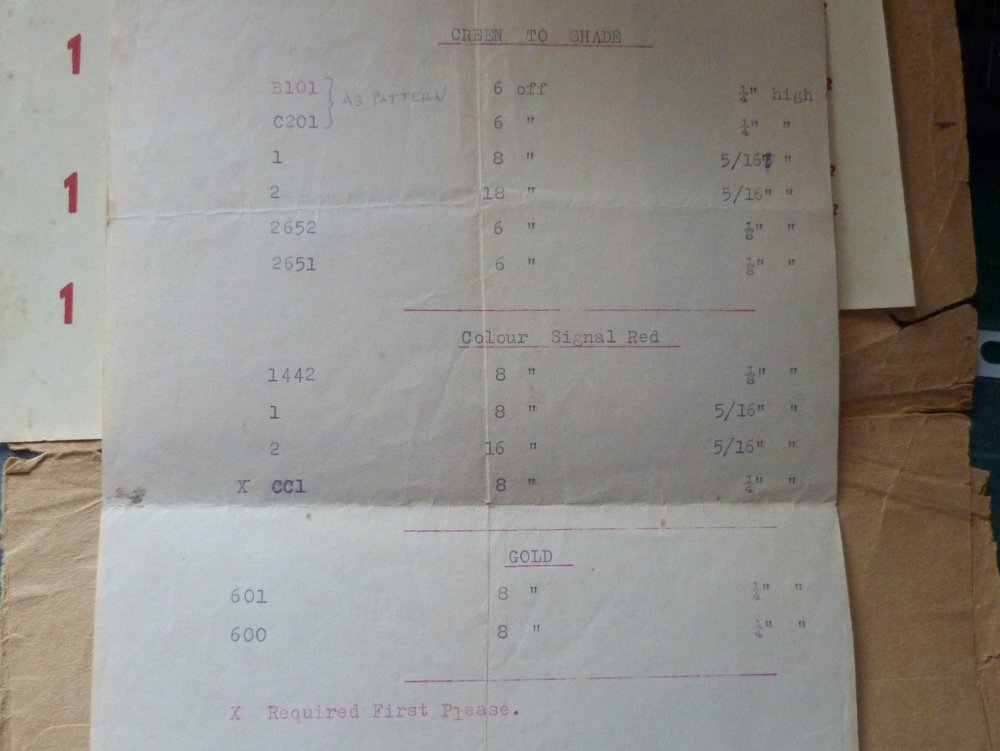 CREEN TO SHADE
B101 } AS PATTERN 6 off ¼" high
C201 6 " ¼" "
1 8 " 5/16" "
2 18 " 5/16" "
2652 6 " ⅛" "
2651 6 " ⅛" "
Colour Signal Red
1442 8 " ⅛" "
1 8 " 5/16" "
2 16 " 5/16" "
X CC1 8 " ¼" "
GOLD
601 8 " ¼" "
600 8 " ¼" "
X Required First Please.
1
1
1